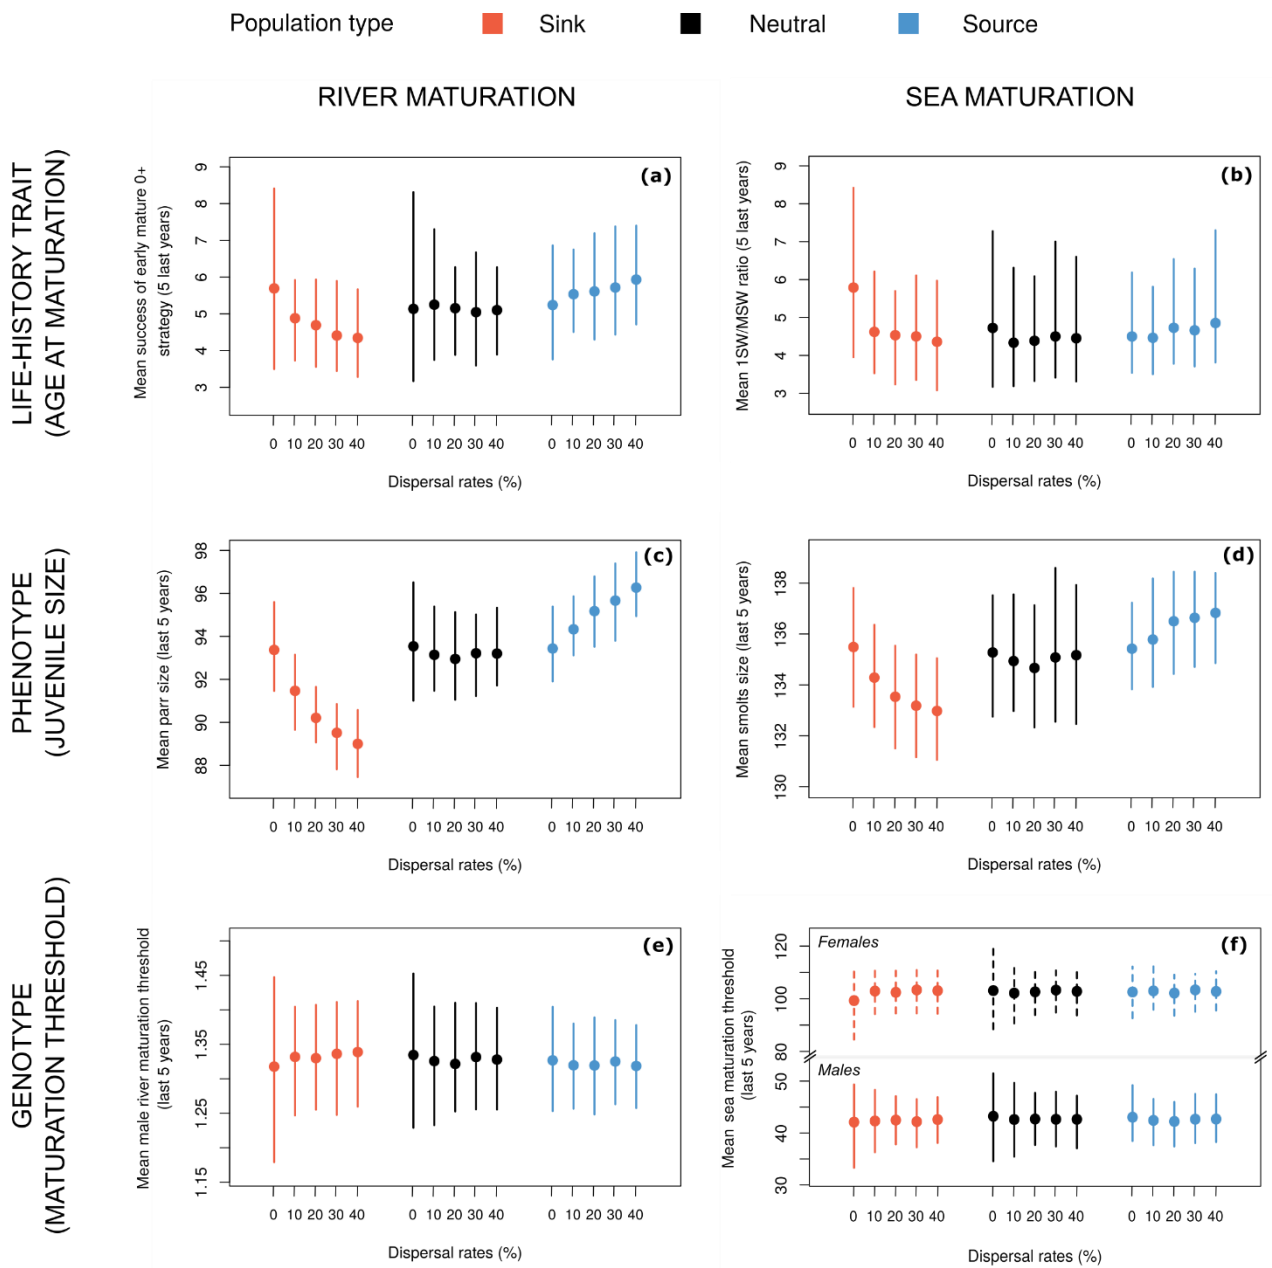 Population type Sink Neutral Source
RIVER MATURATION
SEA MATURATION
LIFE-HISTORY TRAIT
(AGE AT MATURATION)
Mean success of early mature 0+
strategy (5 last years)
9
8
7
6
5
4
3
(a)
0 10 20 30 40 0 10 20 30 40 0 10 20 30 40
Dispersal rates (%)
Mean 1SW/MSW ratio (5 last years)
9
8
7
6
5
4
3
(b)
0 10 20 30 40 0 10 20 30 40 0 10 20 30 40
Dispersal rates (%)
PHENOTYPE
(JUVENILE SIZE)
Mean parr size (last 5 years)
98
96
94
92
90
88
(c)
0 10 20 30 40 0 10 20 30 40 0 10 20 30 40
Dispersal rates (%)
Mean smolts size (last 5 years)
138
136
134
132
130
(d)
0 10 20 30 40 0 10 20 30 40 0 10 20 30 40
Dispersal rates (%)
GENOTYPE
(MATURATION THRESHOLD)
Mean male river maturation threshold
(last 5 years)
1.45
1.35
1.25
1.15
(e)
0 10 20 30 40 0 10 20 30 40 0 10 20 30 40
Dispersal rates (%)
Mean sea maturation threshold
(last 5 years)
120
100
80
50
40
30
Females
(f)
Males
0 10 20 30 40 0 10 20 30 40 0 10 20 30 40
Dispersal rates (%)